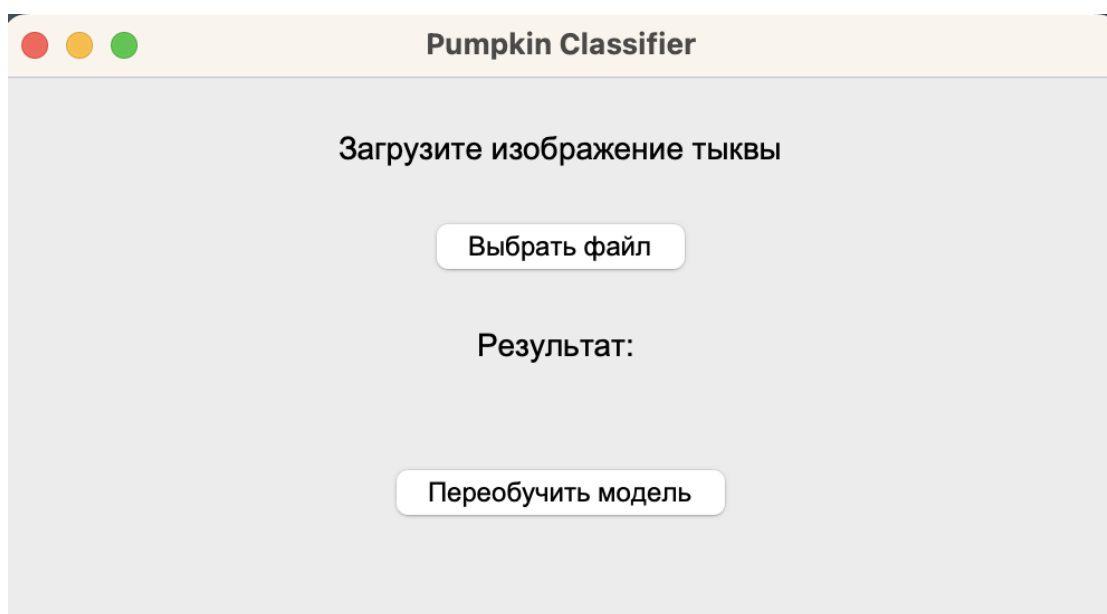 Pumpkin Classifier
Загрузите изображение тыквы
Выбрать файл
Результат:
Переобучить модель